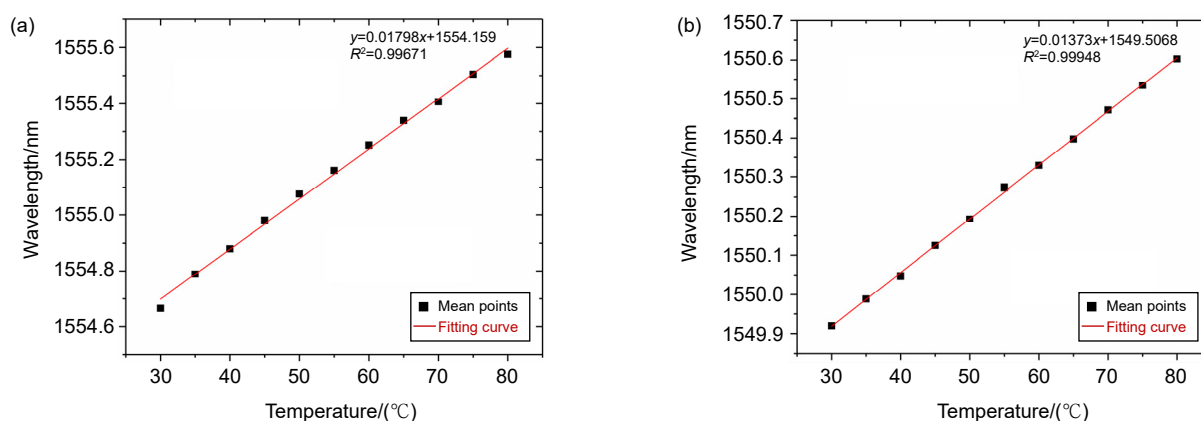 (a)
y=0.01798x+1554.159
R²=0.99671
1555.6
1555.4
1555.2
1555.0
1554.8
1554.6
Wavelength/nm
Mean points
Fitting curve
30 40 50 60 70 80
Temperature/(℃)
(b)
y=0.01373x+1549.5068
R²=0.99948
1550.7
1550.6
1550.5
1550.4
1550.3
1550.2
1550.1
1550.0
1549.9
Wavelength/nm
Mean points
Fitting curve
30 40 50 60 70 80
Temperature/(℃)